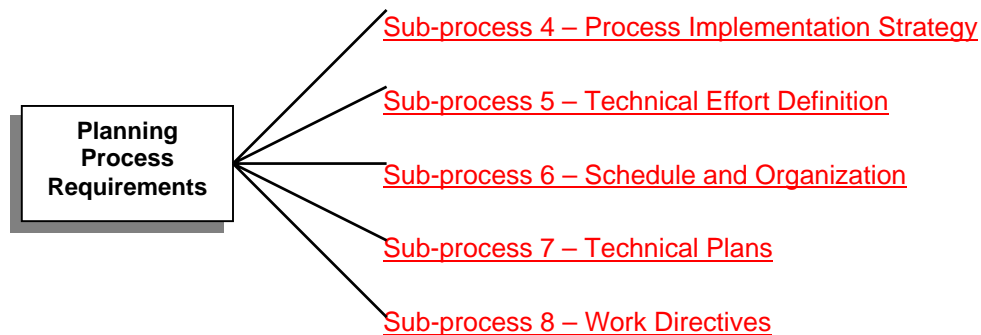 Sub-process 4 – Process Implementation Strategy
Sub-process 5 – Technical Effort Definition
Planning
Process
Requirements
Sub-process 6 – Schedule and Organization
Sub-process 7 – Technical Plans
Sub-process 8 – Work Directives